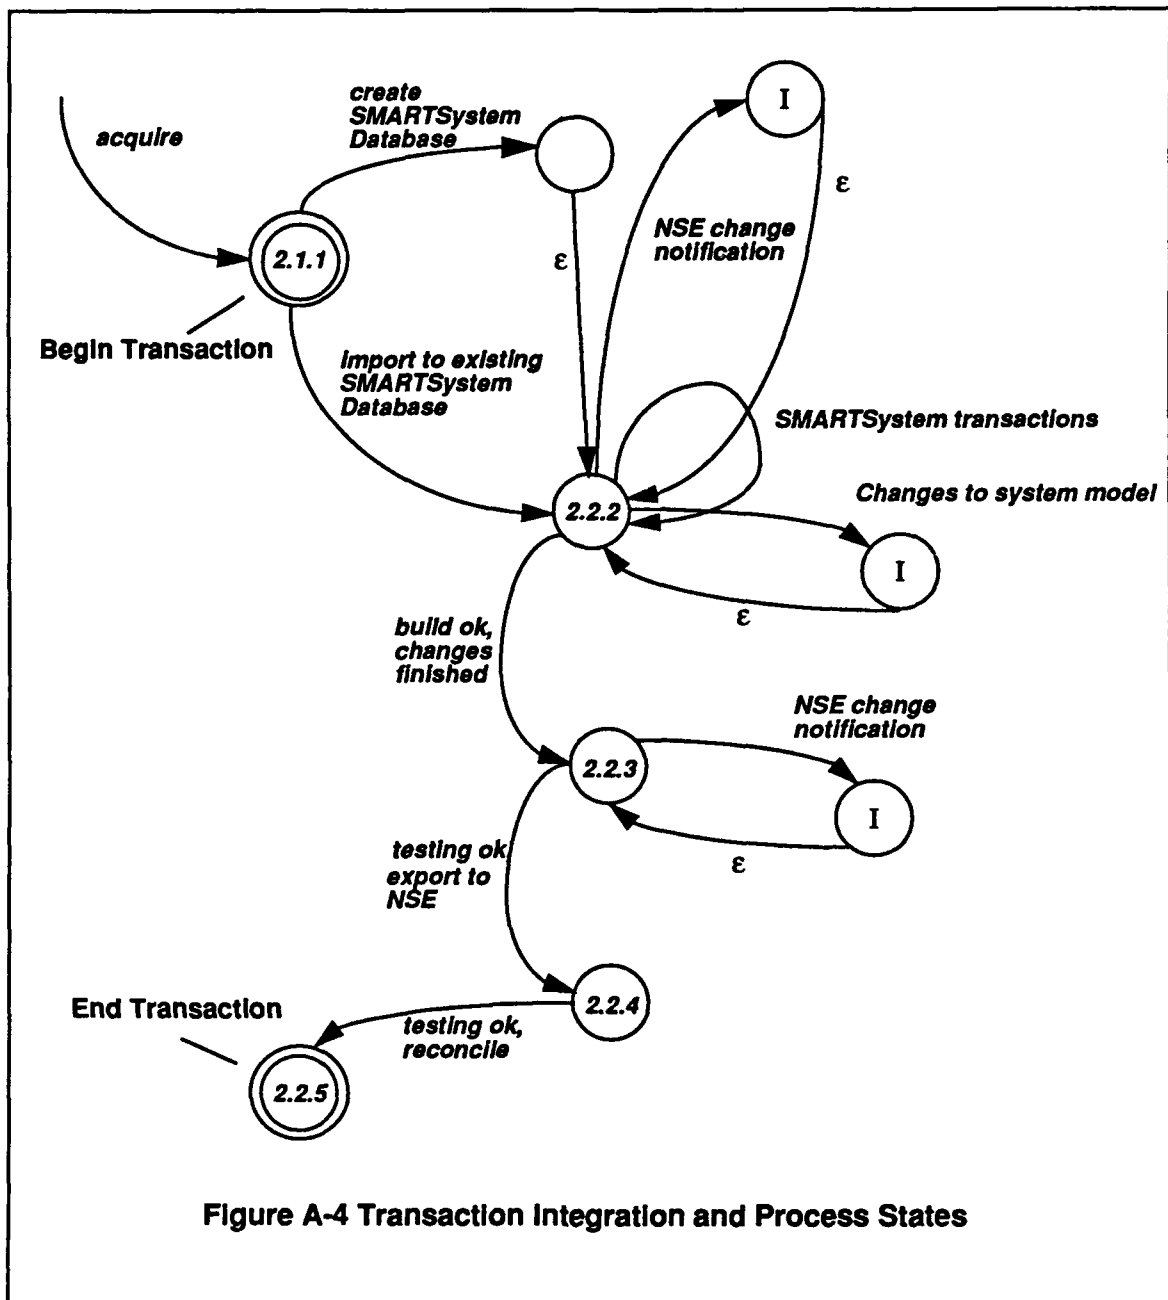 create
SMARTSystem
Database
acquire
I
ε
NSE change
notification
ε
2.1.1
Begin Transaction
import to existing
SMARTSystem
Database
SMARTSystem transactions
Changes to system model
2.2.2
I
ε
build ok,
changes
finished
NSE change
notification
2.2.3
I
ε
testing ok
export to
NSE
2.2.4
End Transaction
testing ok,
reconcile
2.2.5
Figure A-4 Transaction Integration and Process States